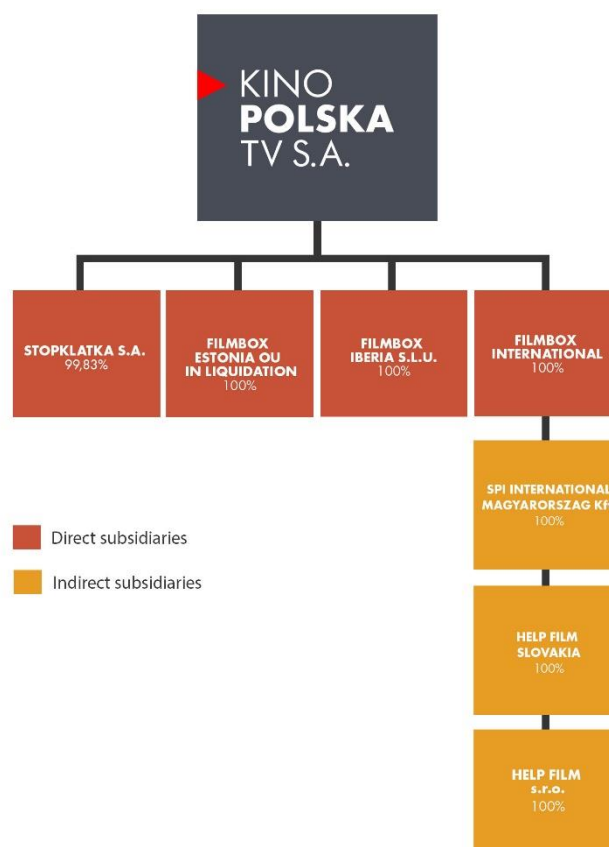 KINO
POLSKA
TV S.A.
STOPKLATKA S.A.
99,83%
FILMBOX
ESTONIA OU
IN LIQUIDATION
100%
FILMBOX
IBERIA S.L.U.
100%
FILMBOX
INTERNATIONAL
100%
SPI INTERNATIONAL
MAGYARORSZAG Kf
100%
Direct subsidiaries
Indirect subsidiaries
HELP FILM
SLOVAKIA
100%
HELP FILM
s.r.o.
100%